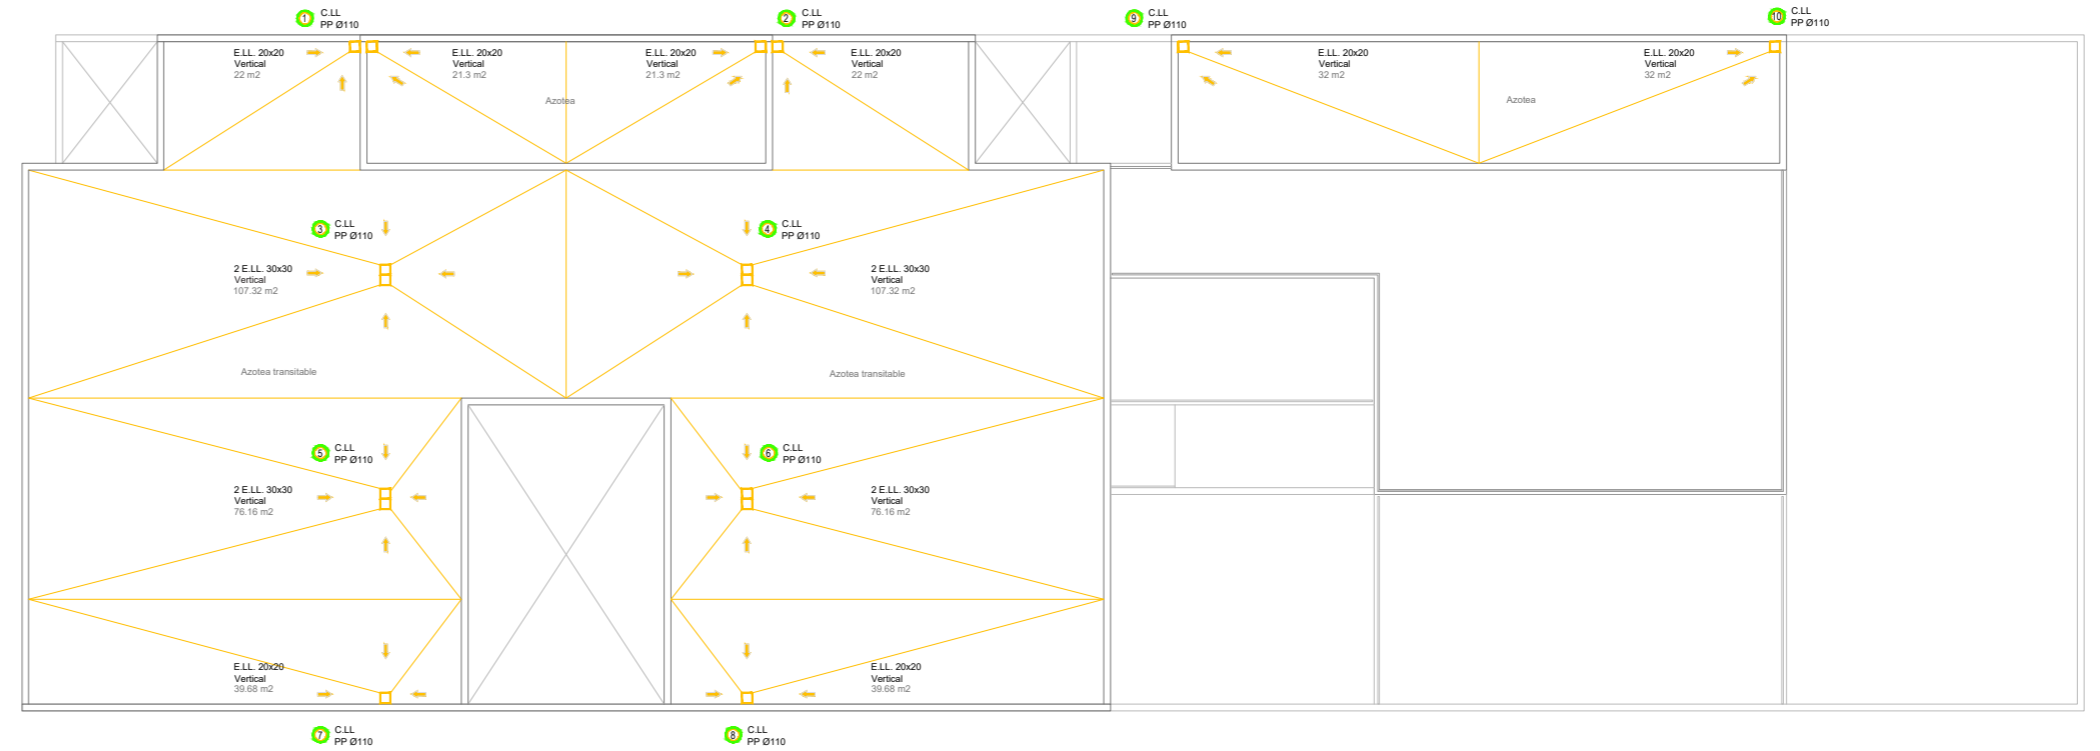 1 C.LL
PP Ø110
2 C.LL
PP Ø110
9 C.LL
PP Ø110
10 C.LL
PP Ø110
E.LL. 20x20
Vertical
22 m2
E.LL. 20x20
Vertical
21.3 m2
E.LL. 20x20
Vertical
21.3 m2
E.LL. 20x20
Vertical
22 m2
E.LL. 20x20
Vertical
32 m2
E.LL. 20x20
Vertical
32 m2
Azotea
Azotea
3 C.LL
PP Ø110
4 C.LL
PP Ø110
2 E.LL. 30x30
Vertical
107.32 m2
2 E.LL. 30x30
Vertical
107.32 m2
Azotea transitable
Azotea transitable
5 C.LL
PP Ø110
6 C.LL
PP Ø110
2 E.LL. 30x30
Vertical
76.16 m2
2 E.LL. 30x30
Vertical
76.16 m2
E.LL. 20x20
Vertical
39.68 m2
E.LL. 20x20
Vertical
39.68 m2
7 C.LL
PP Ø110
8 C.LL
PP Ø110